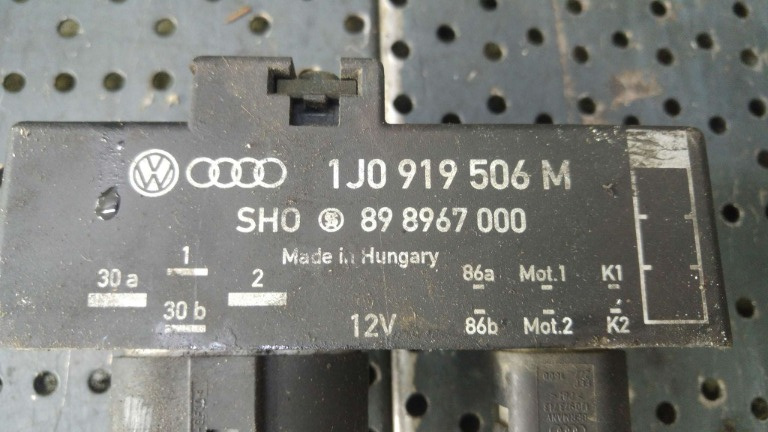 1J0 919 506 M
SHO 89 8967 000
Made in Hungary
1
30 a 2
30 b
86a Mot.1 K1
12V 86b Mot.2 K2